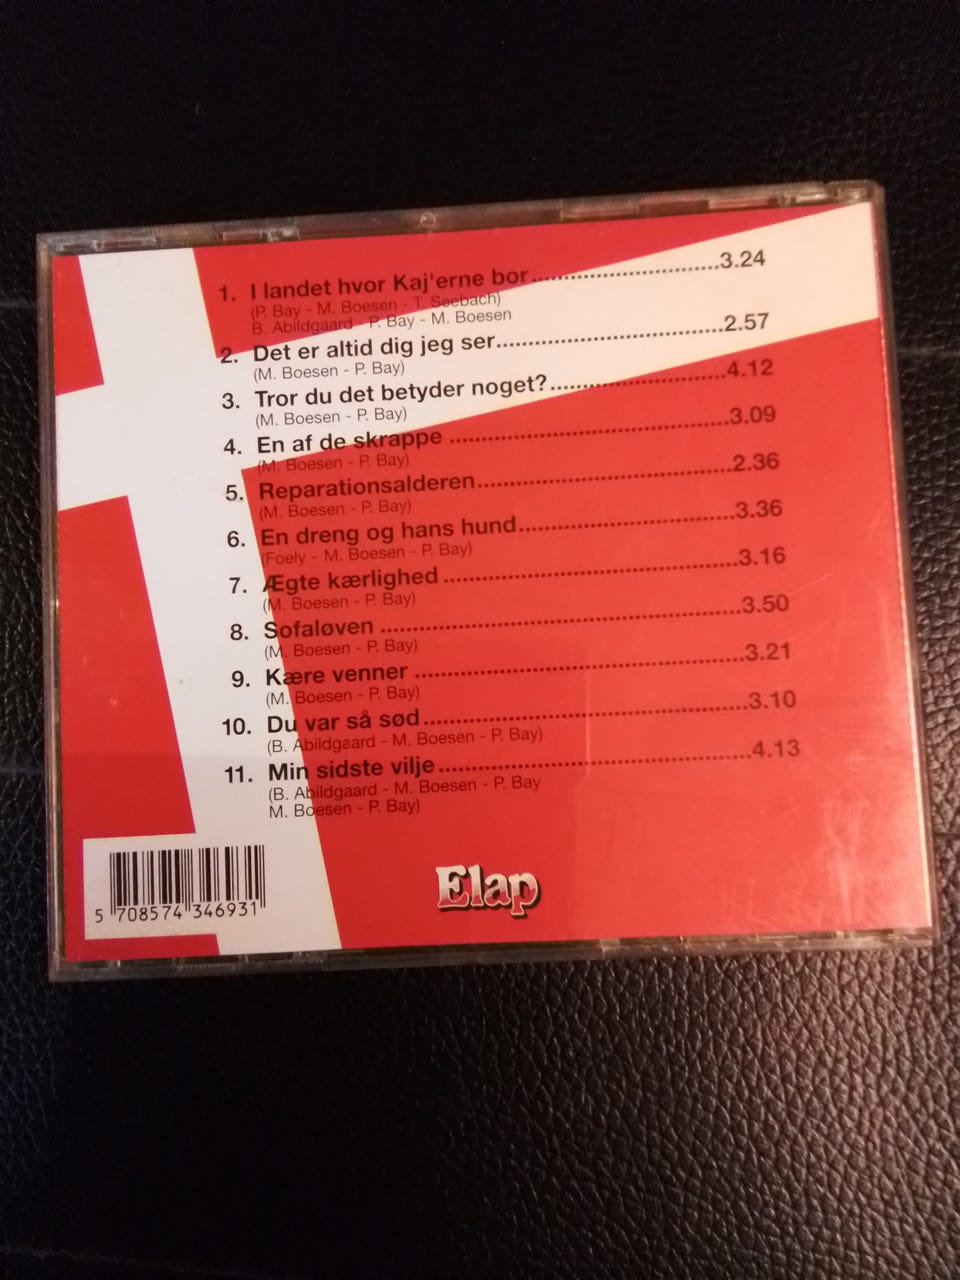 1. I landet hvor Kaj'erne bor..............................3.24
(P. Bay - M. Boesen - T. Seebach)
B. Abildgaard - P. Bay - M. Boesen
2. Det er altid dig jeg ser....................................2.57
(M. Boesen - P. Bay)
3. Tror du det betyder noget?............................4.12
(M. Boesen - P. Bay)
4. En af de skrappe ............................................3.09
(M. Boesen - P. Bay)
5. Reparationsalderen........................................2.36
(M. Boesen - P. Bay)
6. En dreng og hans hund...................................3.36
(Foely - M. Boesen - P. Bay)
7. Ægte kærlighed ..............................................3.16
(M. Boesen - P. Bay)
8. Sofaløven ........................................................3.50
(M. Boesen - P. Bay)
9. Kære venner ...................................................3.21
(M. Boesen - P. Bay)
10. Du var så sød..................................................3.10
(B. Abildgaard - M. Boesen - P. Bay)
11. Min sidste vilje................................................4.13
(B. Abildgaard - M. Boesen - P. Bay
M. Boesen - P. Bay)
Elap
5 708574 346931